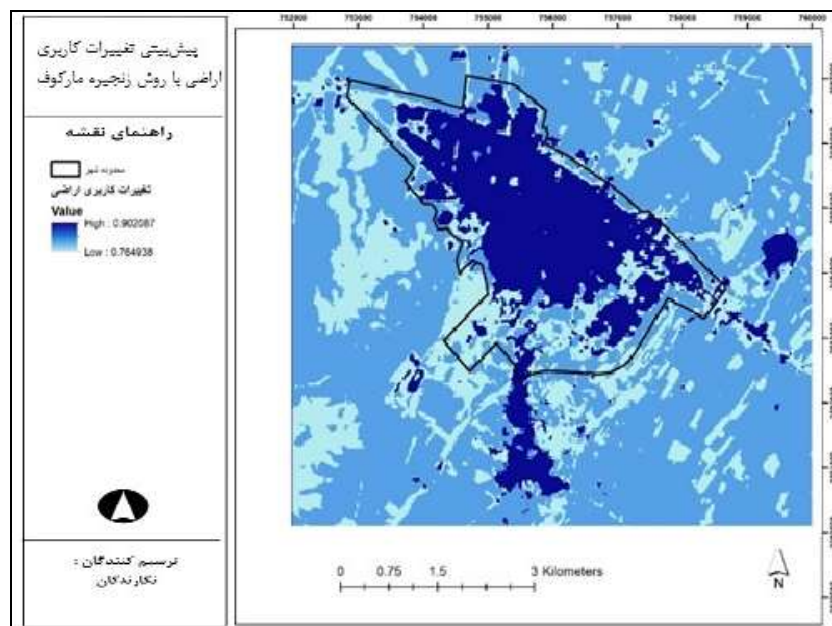 پیش‌بیتی تغییرات کاربری
اراضی با روش زنجیره مارکوف
راهنمای نقشه
محدوده شهر
تغییرات کاربری اراضی
Value
High : 0.902087
Low : 0.764938
ترسیم کنندگان :
نگارندگان
752000 753000 754000 755000 756000 757000 758000 759000 760000
0 0.75 1.5 3 Kilometers
N